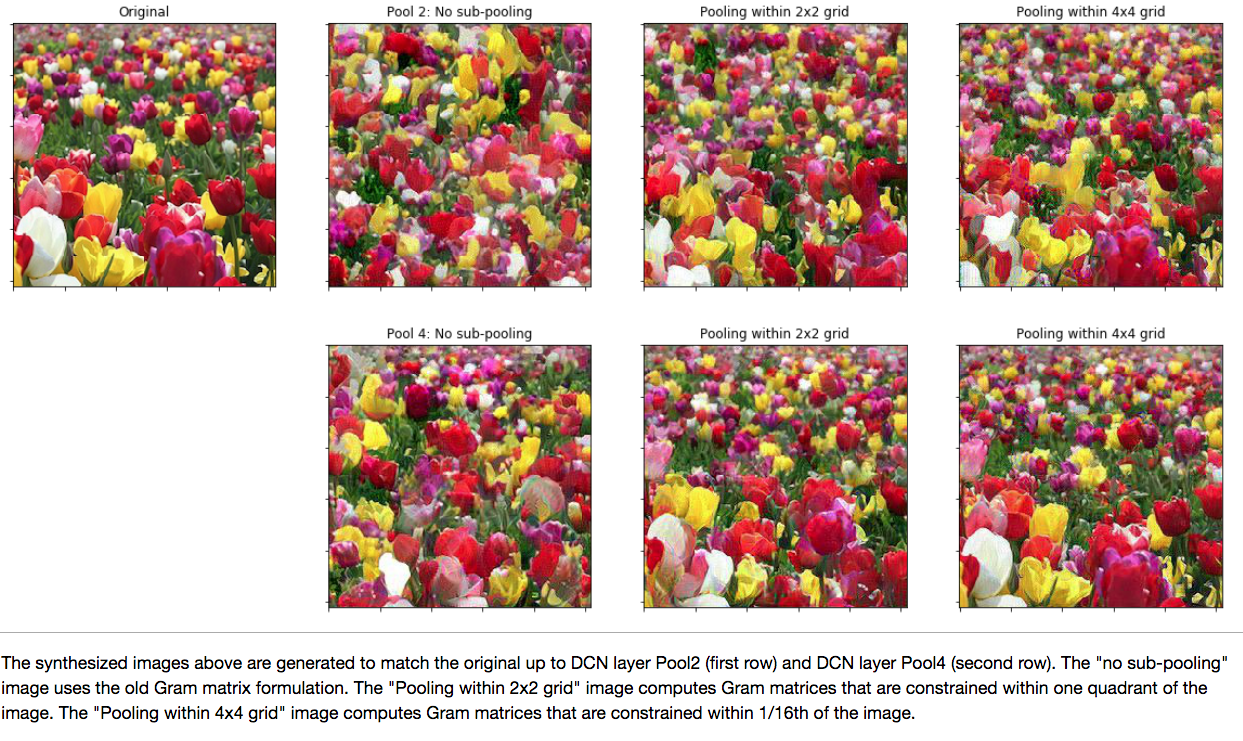 Original
Pool 2: No sub-pooling
Pooling within 2x2 grid
Pooling within 4x4 grid
Pool 4: No sub-pooling
Pooling within 2x2 grid
Pooling within 4x4 grid
The synthesized images above are generated to match the original up to DCN layer Pool2 (first row) and DCN layer Pool4 (second row). The "no sub-pooling"
image uses the old Gram matrix formulation. The "Pooling within 2x2 grid" image computes Gram matrices that are constrained within one quadrant of the
image. The "Pooling within 4x4 grid" image computes Gram matrices that are constrained within 1/16th of the image.